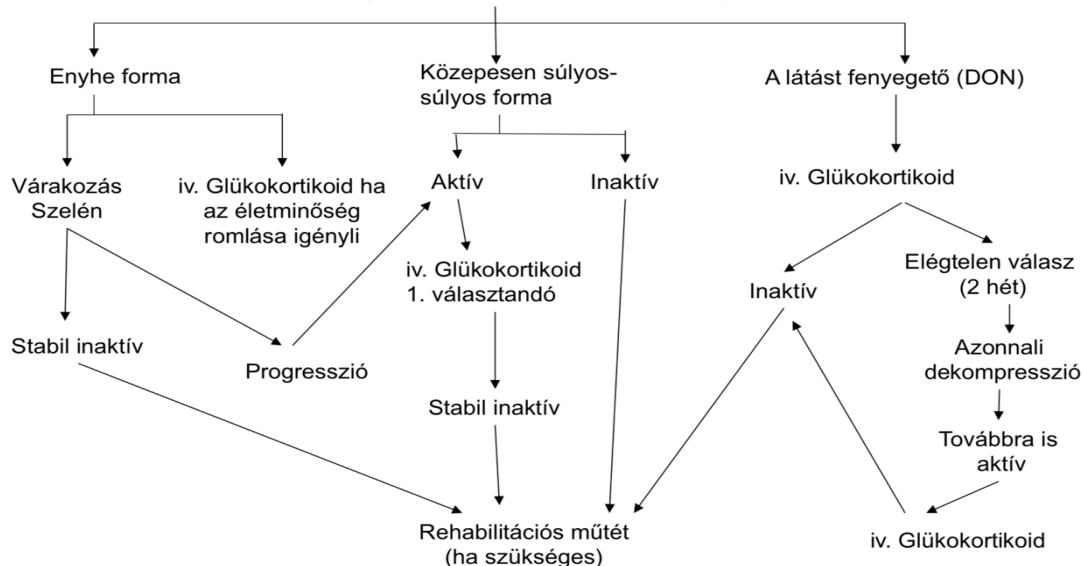 Enyhe forma
Közepesen súlyos-
súlyos forma
A látást fenyegető (DON)
Várakozás
Szelén
iv. Glükokortikoid ha
az életminőség
romlása igényli
Aktív
Inaktív
iv. Glükokortikoid
iv. Glükokortikoid
1. választandó
Inaktív
Elégtelen válasz
(2 hét)
Stabil inaktív
Progresszió
Azonnali
dekompresszió
Stabil inaktív
Továbbra is
aktív
Rehabilitációs műtét
(ha szükséges)
iv. Glükokortikoid